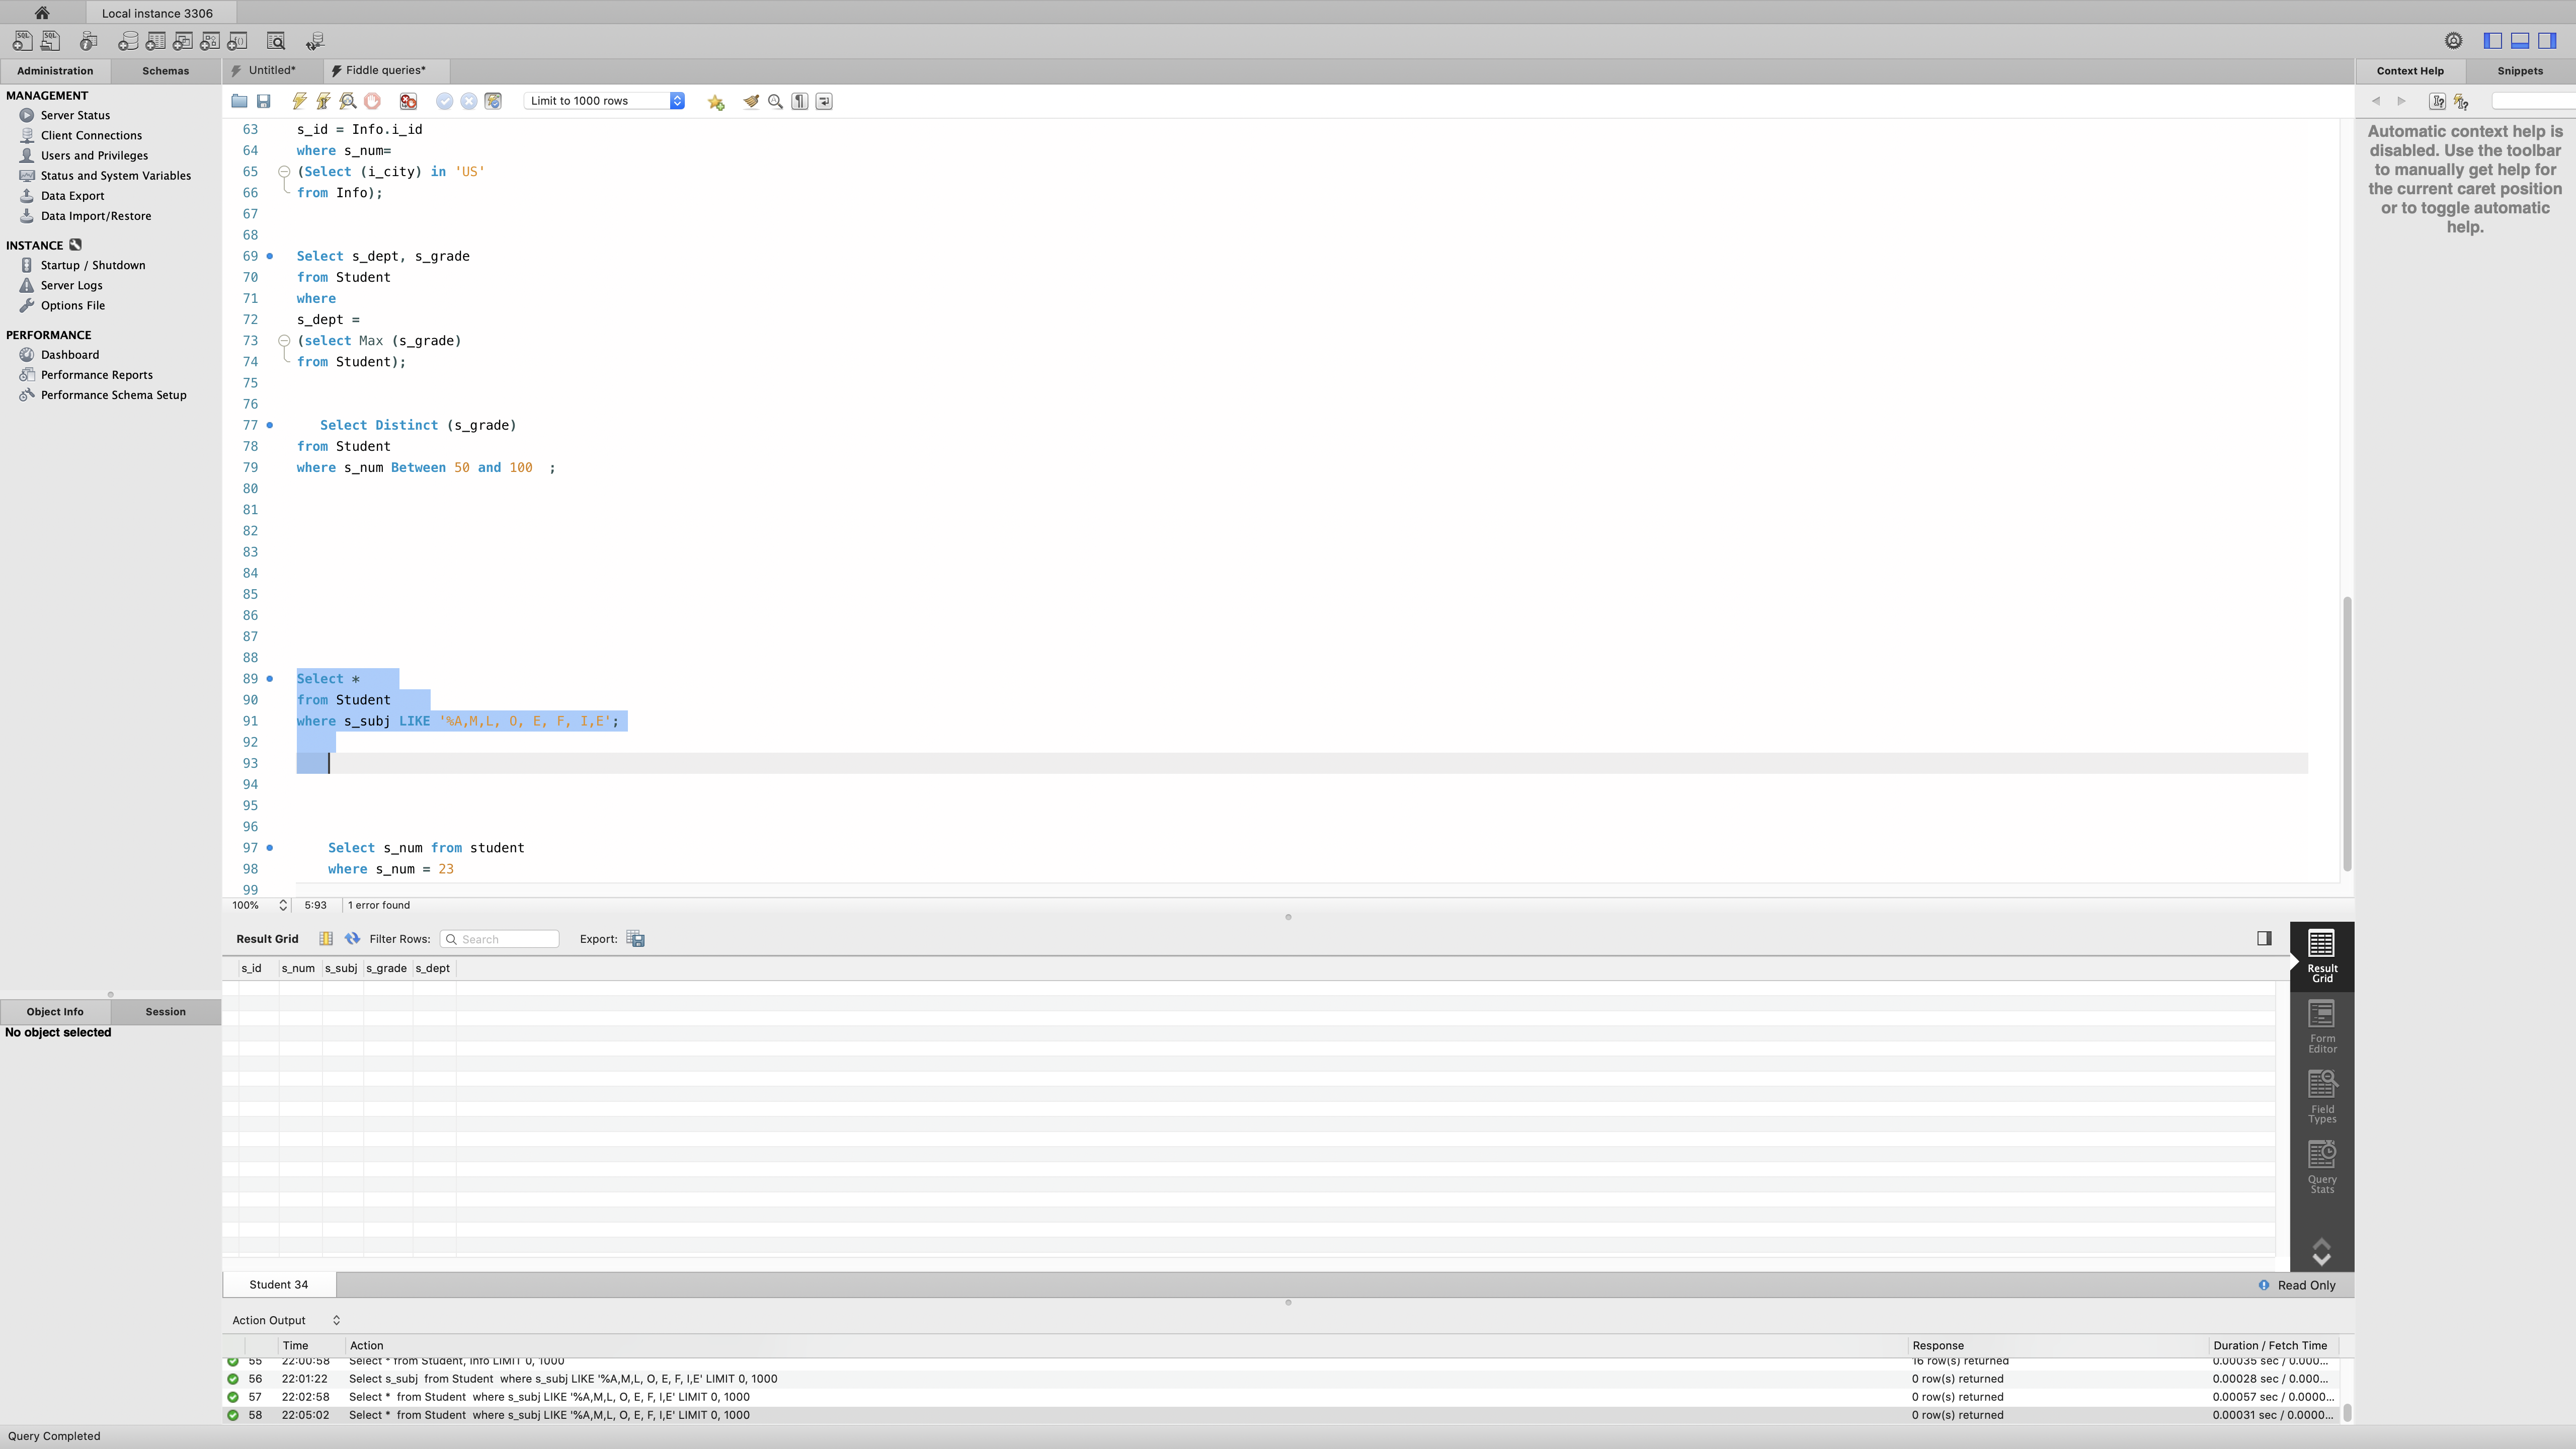 Local instance 3306
Administration
Schemas
Untitled*
Fiddle queries*
Context Help
Snippets
MANAGEMENT
Server Status
Client Connections
Users and Privileges
Status and System Variables
Data Export
Data Import/Restore
INSTANCE
Startup / Shutdown
Server Logs
Options File
PERFORMANCE
Dashboard
Performance Reports
Performance Schema Setup
Object Info
Session
No object selected
Limit to 1000 rows
63 s_id = Info.i_id
64 where s_num=
65 (Select (i_city) in 'US'
66 from Info);
67
68
69 Select s_dept, s_grade
70 from Student
71 where
72 s_dept =
73 (select Max (s_grade)
74 from Student);
75
76
77 Select Distinct (s_grade)
78 from Student
79 where s_num Between 50 and 100 ;
80
81
82
83
84
85
86
87
88
89 Select *
90 from Student
91 where s_subj LIKE '%A,M,L, O, E, F, I,E';
92
93
94
95
96
97 Select s_num from student
98 where s_num = 23
99
100% 5:93 1 error found
Automatic context help is
disabled. Use the toolbar
to manually get help for
the current caret position
or to toggle automatic
help.
Result Grid Filter Rows: Search Export:
s_id s_num s_subj s_grade s_dept
Result
Grid
Form
Editor
Field
Types
Query
Stats
Student 34
Read Only
Action Output
Time Action Response Duration / Fetch Time
55 22:00:58 Select * from Student, Info LIMIT 0, 1000 16 row(s) returned 0.00035 sec / 0.000...
56 22:01:22 Select s_subj from Student where s_subj LIKE '%A,M,L, O, E, F, I,E' LIMIT 0, 1000 0 row(s) returned 0.00028 sec / 0.000...
57 22:02:58 Select * from Student where s_subj LIKE '%A,M,L, O, E, F, I,E' LIMIT 0, 1000 0 row(s) returned 0.00057 sec / 0.0000...
58 22:05:02 Select * from Student where s_subj LIKE '%A,M,L, O, E, F, I,E' LIMIT 0, 1000 0 row(s) returned 0.00031 sec / 0.0000...
Query Completed